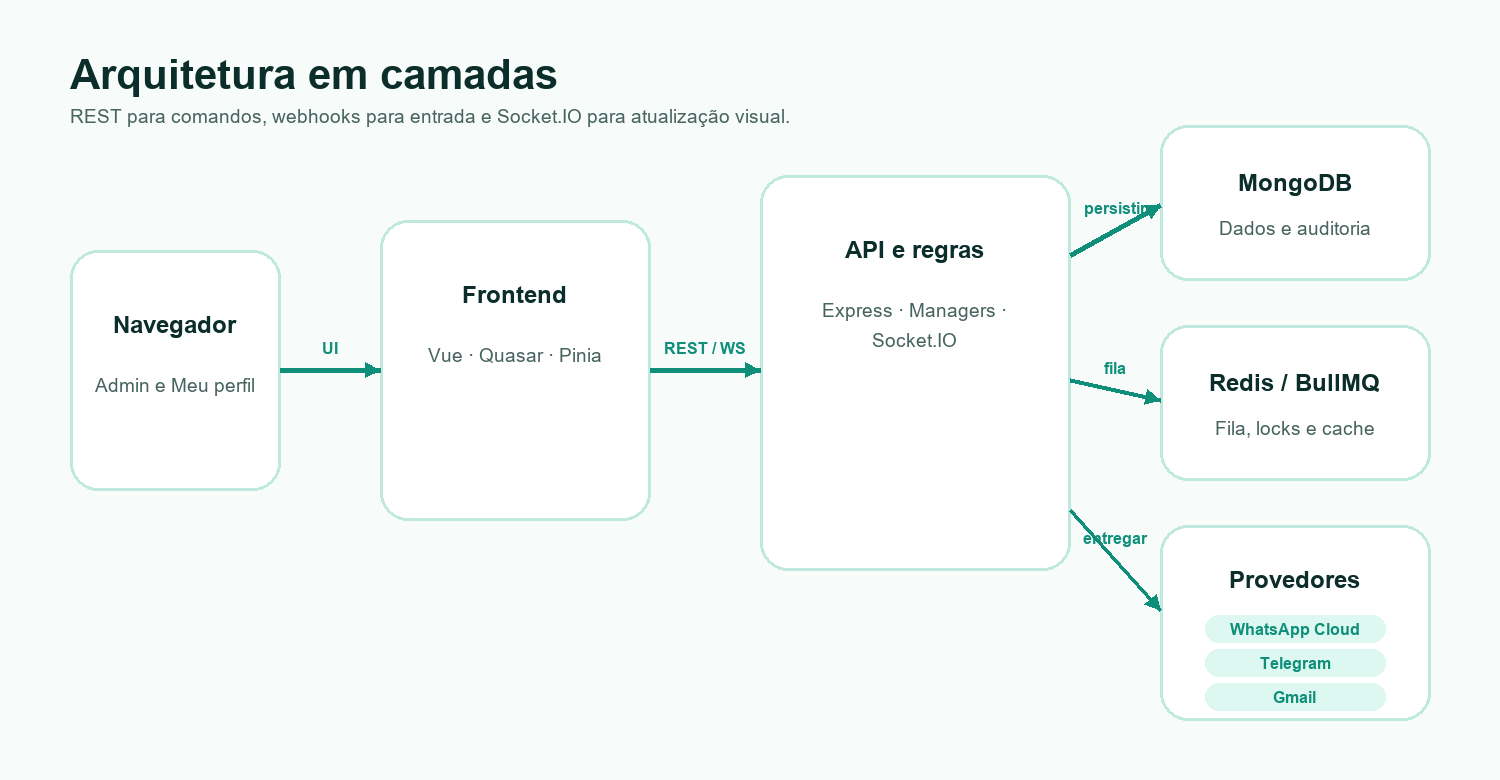 Arquitetura em camadas
REST para comandos, webhooks para entrada e Socket.IO para atualização visual.
Navegador
Admin e Meu perfil
UI
Frontend
Vue · Quasar · Pinia
REST / WS
API e regras
Express · Managers ·
Socket.IO
persistir
MongoDB
Dados e auditoria
fila
Redis / BullMQ
Fila, locks e cache
entregar
Provedores
WhatsApp Cloud
Telegram
Gmail